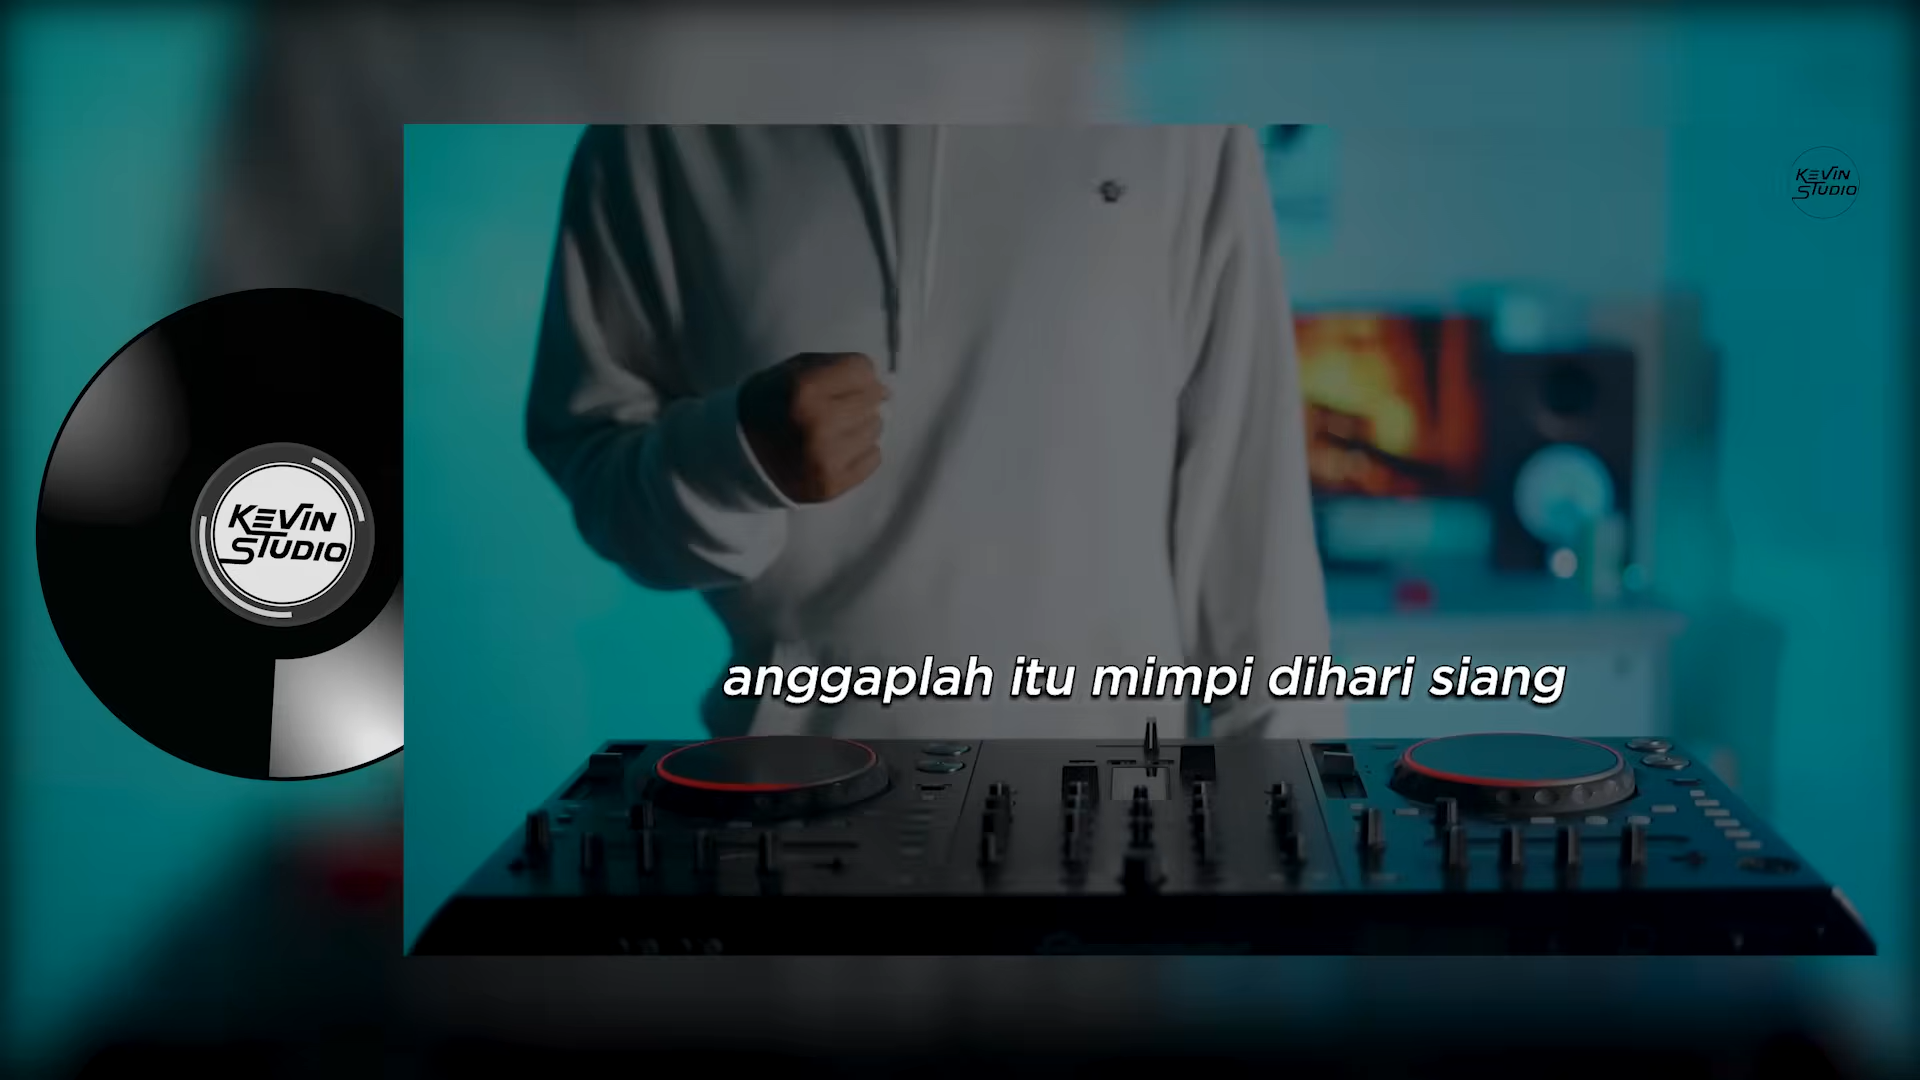 KEVIN
STUDIO
KEVIN
STUDIO
anggaplah itu mimpi dihari siang